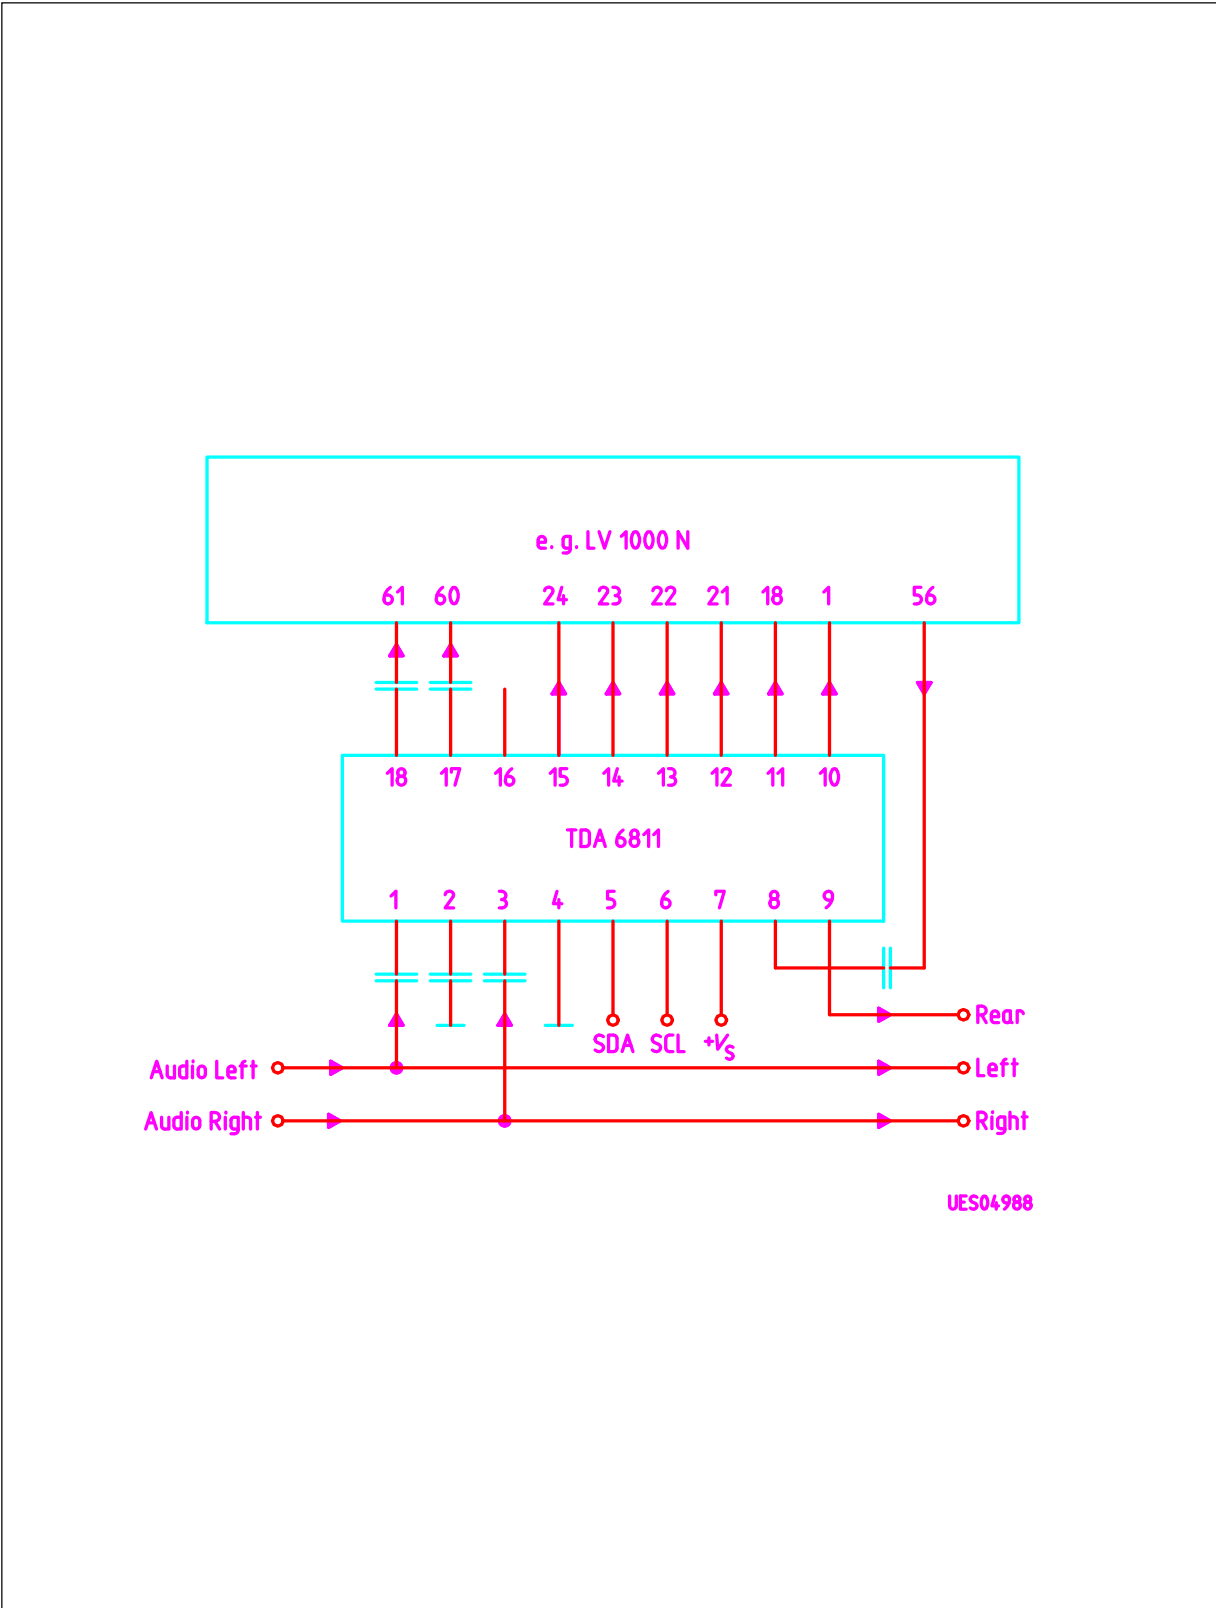 e. g. LV 1000 N
61 60 24 23 22 21 18 1 56
18 17 16 15 14 13 12 11 10
TDA 6811
1 2 3 4 5 6 7 8 9
Rear
SDA SCL +VS
Audio Left Left
Audio Right Right
UES04988